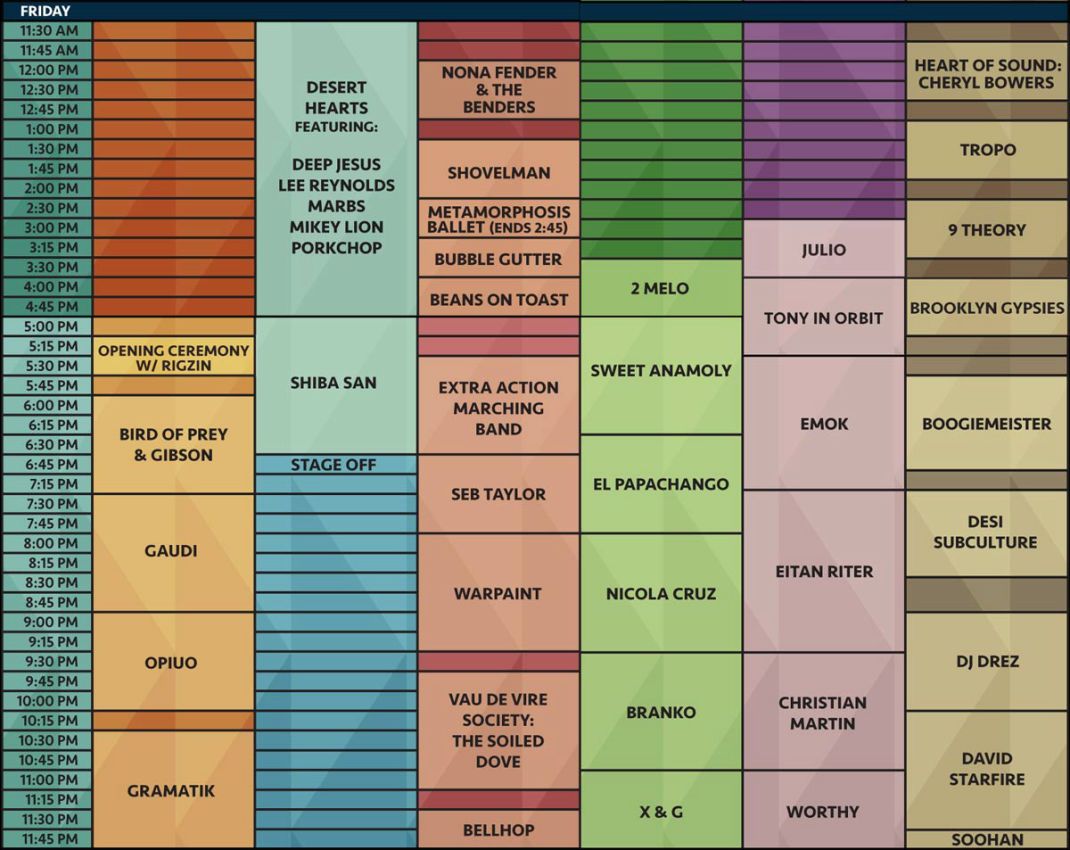 FRIDAY
11:30 AM
11:45 AM
12:00 PM
12:30 PM
12:45 PM
1:00 PM
1:30 PM
1:45 PM
2:00 PM
2:30 PM
3:00 PM
3:15 PM
3:30 PM
4:00 PM
4:45 PM
5:00 PM
5:15 PM
5:30 PM
5:45 PM
6:00 PM
6:15 PM
6:30 PM
6:45 PM
7:15 PM
7:30 PM
7:45 PM
8:00 PM
8:15 PM
8:30 PM
8:45 PM
9:00 PM
9:15 PM
9:30 PM
9:45 PM
10:00 PM
10:15 PM
10:30 PM
10:45 PM
11:00 PM
11:15 PM
11:30 PM
11:45 PM
OPENING CEREMONY
W/ RIGZIN
BIRD OF PREY
& GIBSON
GAUDI
OPIUO
GRAMATIK
DESERT
HEARTS
FEATURING:
DEEP JESUS
LEE REYNOLDS
MARBS
MIKEY LION
PORKCHOP
SHIBA SAN
STAGE OFF
NONA FENDER
& THE
BENDERS
SHOVELMAN
METAMORPHOSIS
BALLET (ENDS 2:45)
BUBBLE GUTTER
BEANS ON TOAST
EXTRA ACTION
MARCHING
BAND
SEB TAYLOR
WARPAINT
VAU DE VIRE
SOCIETY:
THE SOILED
DOVE
BELLHOP
2 MELO
SWEET ANAMOLY
EL PAPACHANGO
NICOLA CRUZ
BRANKO
X & G
JULIO
TONY IN ORBIT
EMOK
EITAN RITER
CHRISTIAN
MARTIN
WORTHY
HEART OF SOUND:
CHERYL BOWERS
TROPO
9 THEORY
BROOKLYN GYPSIES
BOOGIEMEISTER
DESI
SUBCULTURE
DJ DREZ
DAVID
STARFIRE
SOOHAN